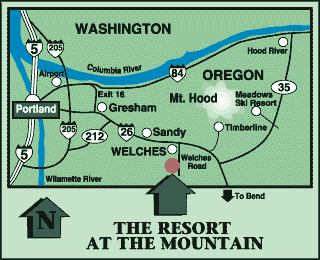 WASHINGTON
5
205
Hood River
Airport
Columbia River
84
OREGON
Exit 16
Mt. Hood
Meadows
Ski Resort
35
Portland
Gresham
205
212
26
Sandy
Timberline
5
WELCHES
Welches
Road
Willamette River
To Bend
N
THE RESORT
AT THE MOUNTAIN